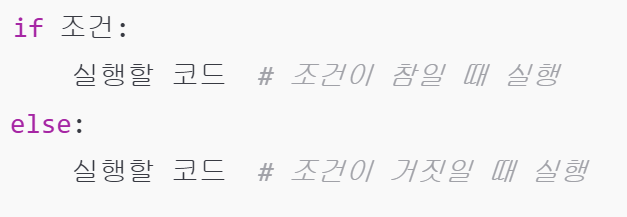 if 조건:
    실행할 코드  # 조건이 참일 때 실행
else:
    실행할 코드  # 조건이 거짓일 때 실행